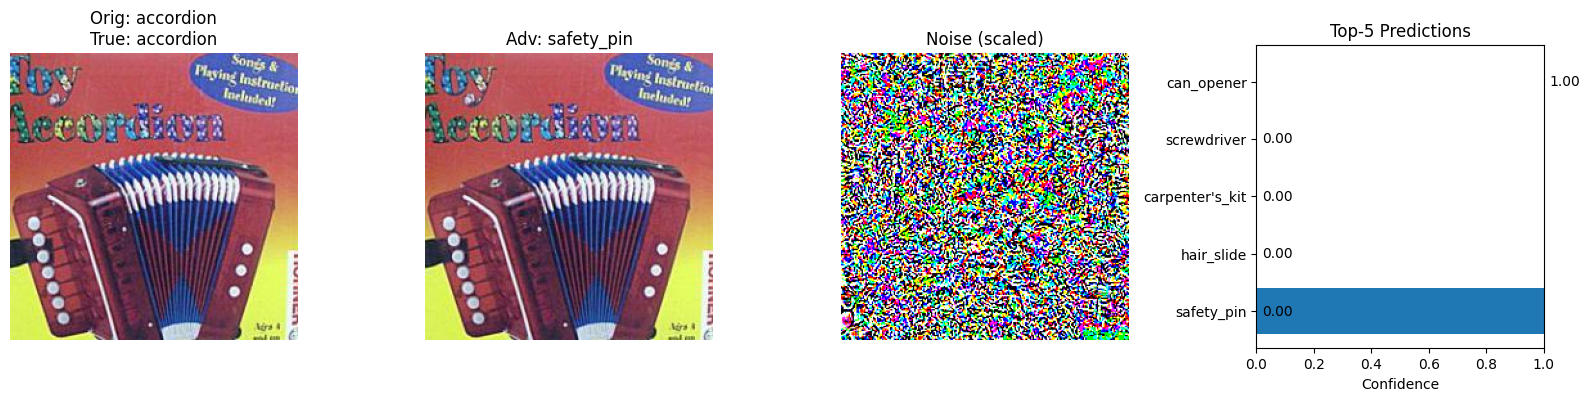 Orig: accordion
True: accordion
Toy
Accordion
Songs &
Playing Instruction
Included!
Ages 4
and up
HOHNER
Adv: safety_pin
Toy
Accordion
Songs &
Playing Instruction
Included!
Ages 4
and up
Noise (scaled)
Top-5 Predictions
can_opener
1.00
screwdriver
0.00
carpenter's_kit
0.00
hair_slide
0.00
safety_pin
0.00
0.0 0.2 0.4 0.6 0.8 1.0
Confidence